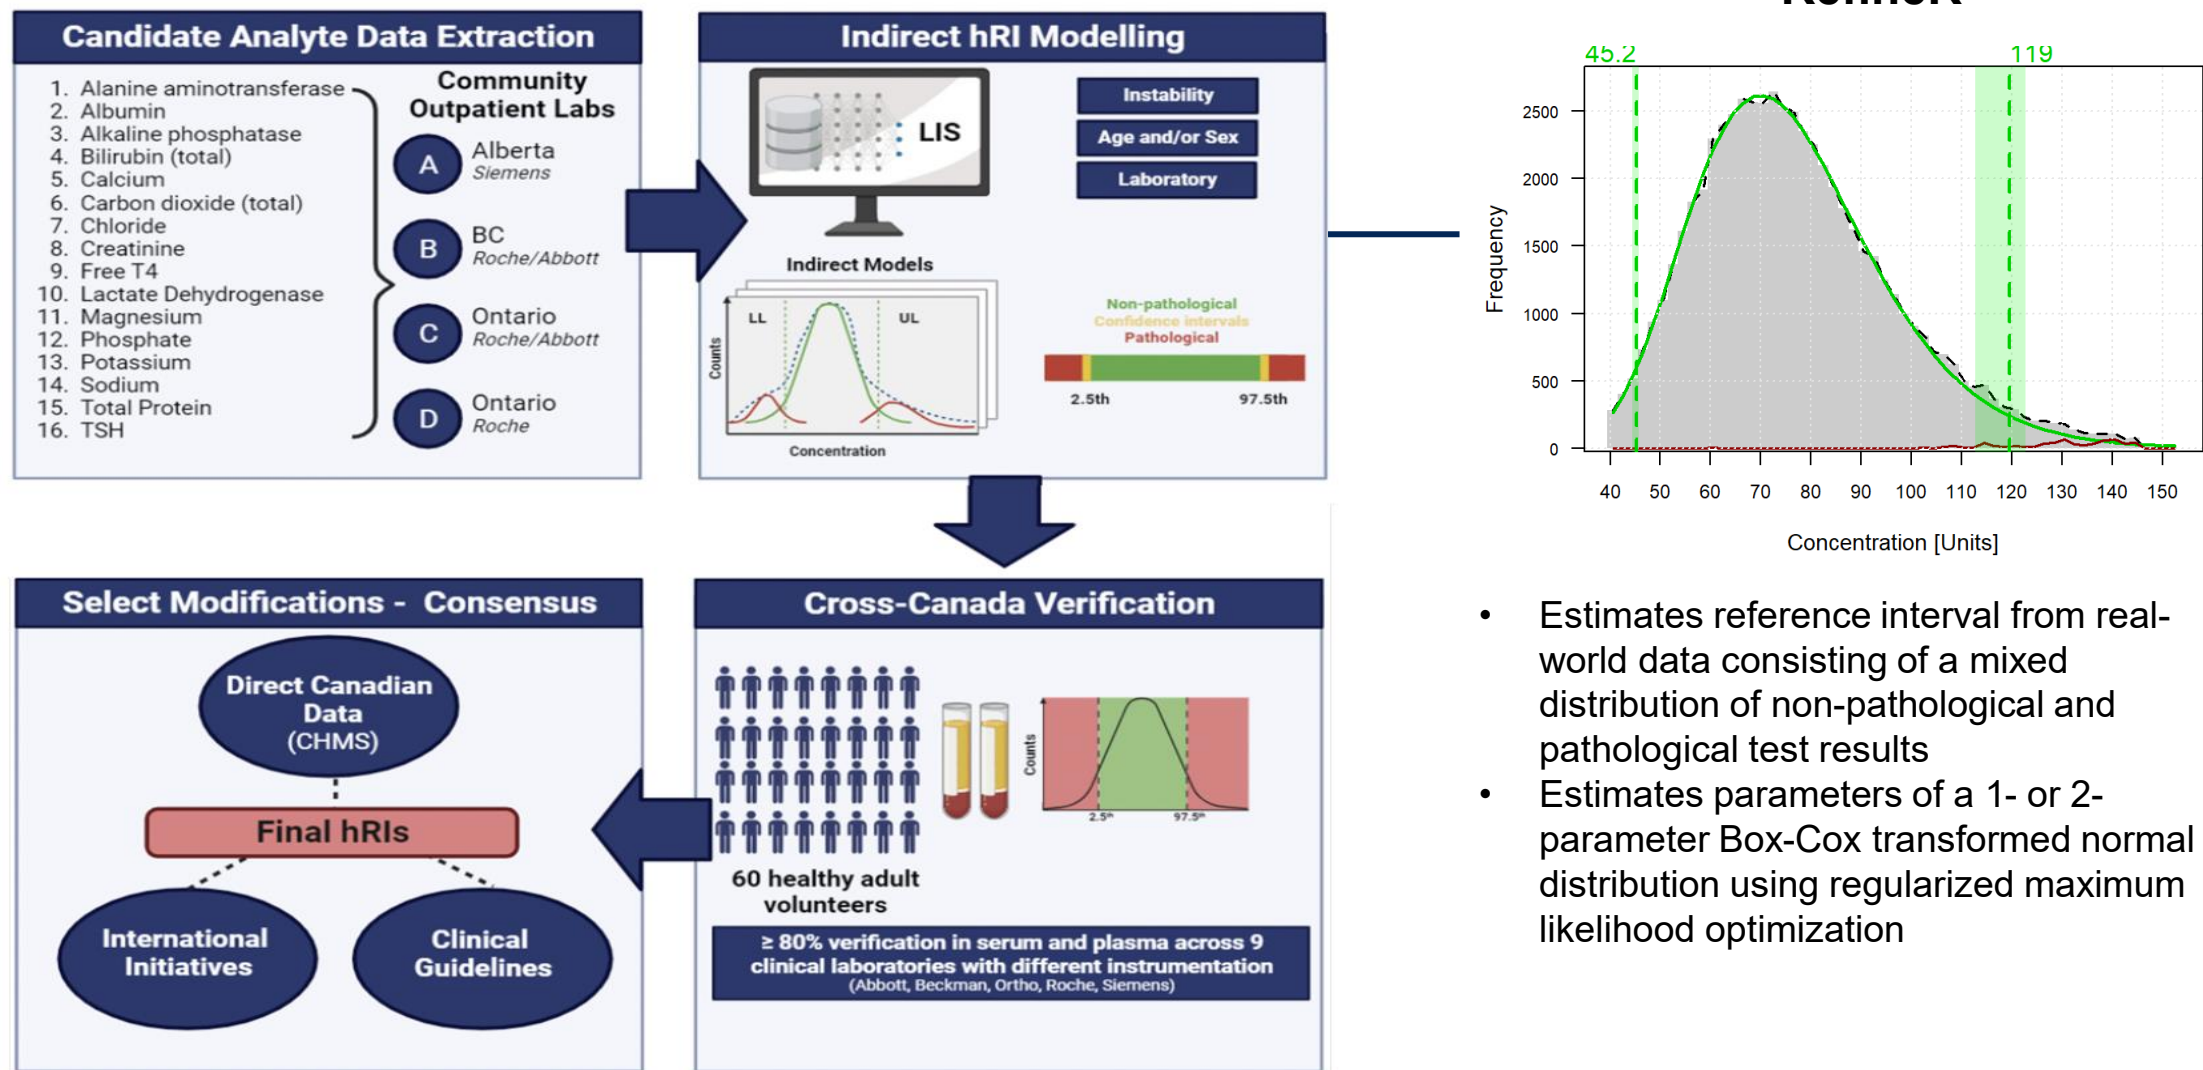 Candidate Analyte Data Extraction
1. Alanine aminotransferase
2. Albumin
3. Alkaline phosphatase
4. Bilirubin (total)
5. Calcium
6. Carbon dioxide (total)
7. Chloride
8. Creatinine
9. Free T4
10. Lactate Dehydrogenase
11. Magnesium
12. Phosphate
13. Potassium
14. Sodium
15. Total Protein
16. TSH
Community
Outpatient Labs
A
Alberta
Siemens
B
BC
Roche/Abbott
C
Ontario
Roche/Abbott
D
Ontario
Roche
Indirect hRI Modelling
LIS
Instability
Age and/or Sex
Laboratory
Indirect Models
LL
UL
Counts
Concentration
Non-pathological
Confidence intervals
Pathological
2.5th
97.5th
45.2
119
Frequency
2500
2000
1500
1000
500
0
40 50 60 70 80 90 100 110 120 130 140 150
Concentration [Units]
Select Modifications - Consensus
Direct Canadian
Data
(CHMS)
Final hRIs
International
Initiatives
Clinical
Guidelines
Cross-Canada Verification
Counts
2.5th
97.5th
60 healthy adult
volunteers
≥ 80% verification in serum and plasma across 9
clinical laboratories with different instrumentation
(Abbott, Beckman, Ortho, Roche, Siemens)
• Estimates reference interval from real-
world data consisting of a mixed
distribution of non-pathological and
pathological test results
• Estimates parameters of a 1- or 2-
parameter Box-Cox transformed normal
distribution using regularized maximum
likelihood optimization